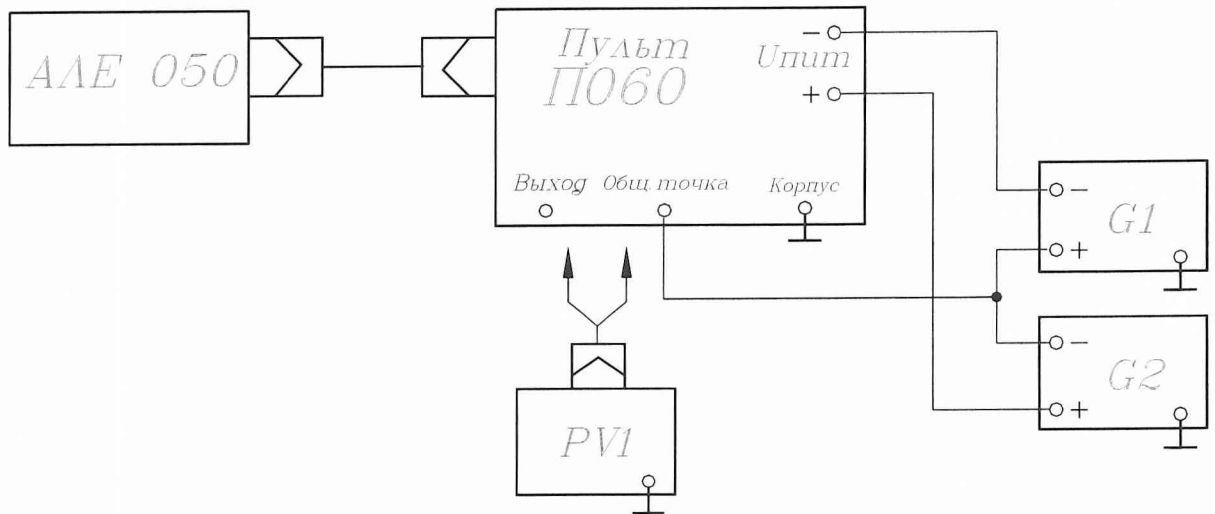 АЛЕ 050
Пульт
П060
−
Uпит
+
Выход Общ. точка Корпус
−
G1
+
−
G2
+
PV1